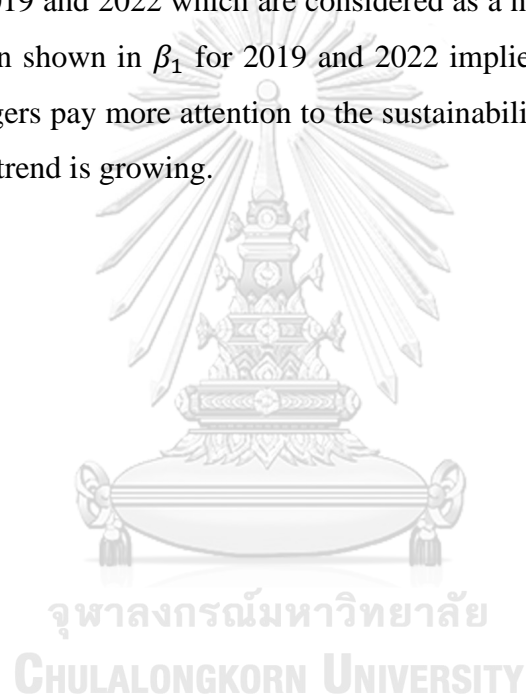 019 and 2022 which are considered as a
n shown in β₁ for 2019 and 2022 implie
gers pay more attention to the sustainabili
trend is growing.
จุฬาลงกรณ์มหาวิทยาลัย
CHULALONGKORN UNIVERSITY